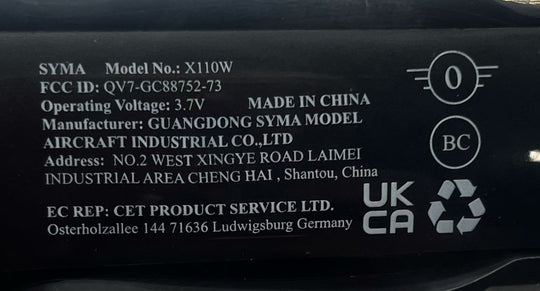 SYMA Model No.: X110W
FCC ID: QV7-GC88752-73
Operating Voltage: 3.7V MADE IN CHINA
Manufacturer: GUANGDONG SYMA MODEL
AIRCRAFT INDUSTRIAL CO.,LTD
Address: NO.2 WEST XINGYE ROAD LAIMEI
INDUSTRIAL AREA CHENG HAI , Shantou, China
EC REP: CET PRODUCT SERVICE LTD.
Osterholzallee 144 71636 Ludwigsburg Germany
0
BC
UK
CA